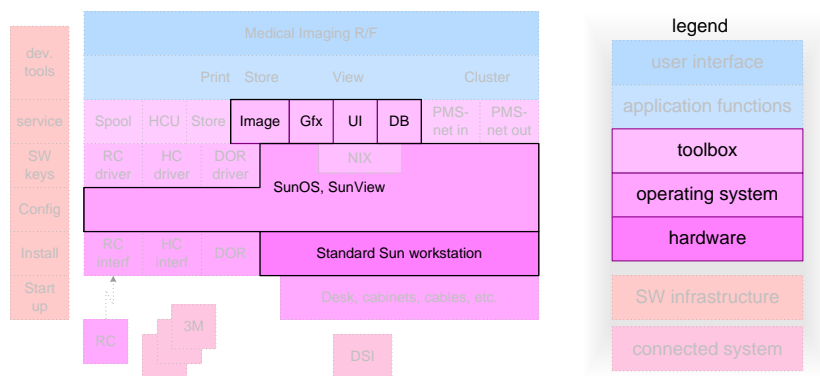 legend
Medical Imaging R/F
dev.
tools
user interface
Print Store View Cluster
application functions
service Spool HCU Store Image Gfx UI DB PMS-
net in PMS-
net out
toolbox
SW
keys
RC
driver
HC
driver
DOR
driver
NIX
SunOS, SunView
operating system
Config
hardware
Install
RC
interf
HC
interf
DOR
Standard Sun workstation
Start
up
Desk, cabinets, cables, etc.
SW infrastructure
RC
3M
DSI
connected system